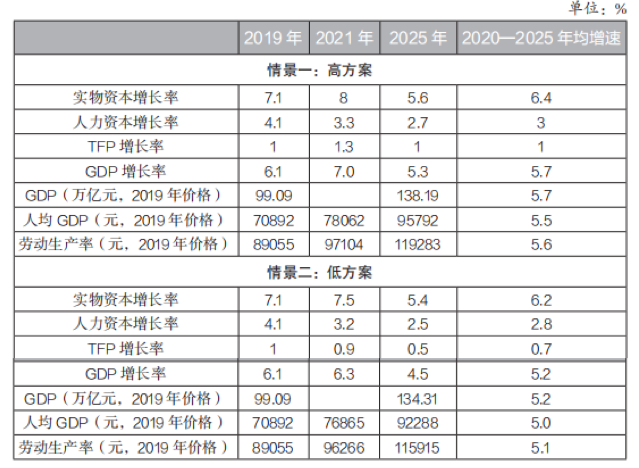 单位：%
2019 年 2021 年 2025 年 2020—2025 年均增速
情景一：高方案
实物资本增长率 7.1 8 5.6 6.4
人力资本增长率 4.1 3.3 2.7 3
TFP 增长率 1 1.3 1 1
GDP 增长率 6.1 7.0 5.3 5.7
GDP（万亿元，2019 年价格） 99.09 138.19 5.7
人均 GDP（元，2019 年价格） 70892 78062 95792 5.5
劳动生产率（元，2019 年价格） 89055 97104 119283 5.6
情景二：低方案
实物资本增长率 7.1 7.5 5.4 6.2
人力资本增长率 4.1 3.2 2.5 2.8
TFP 增长率 1 0.9 0.5 0.7
GDP 增长率 6.1 6.3 4.5 5.2
GDP（万亿元，2019 年价格） 99.09 134.31 5.2
人均 GDP（元，2019 年价格） 70892 76865 92288 5.0
劳动生产率（元，2019 年价格） 89055 96266 115915 5.1